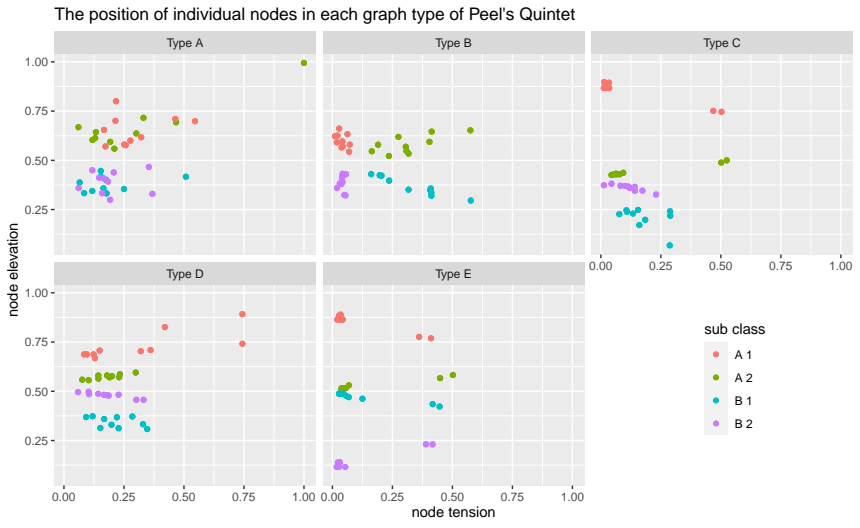 The position of individual nodes in each graph type of Peel's Quintet
Type A
Type B
Type C
1.00
0.75
0.50
0.25
0.00 0.25 0.50 0.75 1.00
node elevation
Type D
Type E
1.00
0.75
0.50
0.25
0.00 0.25 0.50 0.75 1.00
0.00 0.25 0.50 0.75 1.00
node tension
sub class
A 1
A 2
B 1
B 2